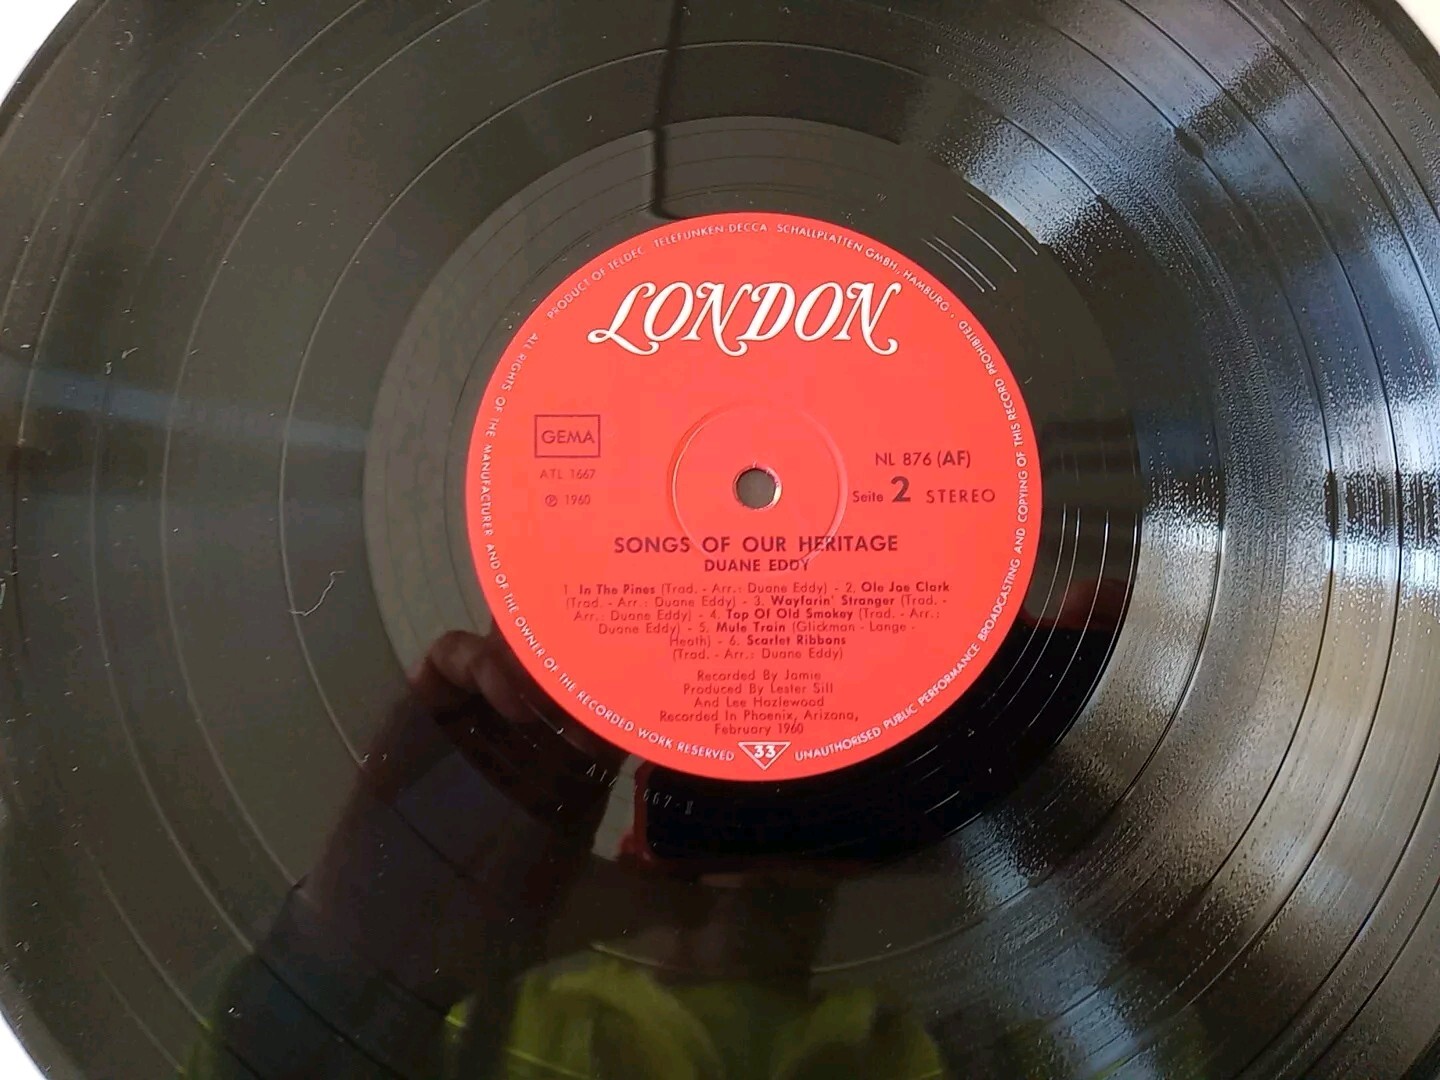 PRODUCT OF TELDEC · TELEFUNKEN-DECCA · SCHALLPLATTEN GMBH, HAMBURG ·
LONDON
GEMA
ATL 1667
℗ 1960
NL 876 (AF)
Seite 2 STEREO
SONGS OF OUR HERITAGE
DUANE EDDY
1. In The Pines (Trad. - Arr.: Duane Eddy) - 2. Ole Joe Clark
(Trad. - Arr.: Duane Eddy) - 3. Wayfarin' Stranger (Trad. -
Arr.: Duane Eddy) - 4. Top Of Old Smokey (Trad. - Arr.:
Duane Eddy) - 5. Mule Train (Glickman - Lange -
Heath) - 6. Scarlet Ribbons
(Trad. - Arr.: Duane Eddy)
Recorded By Jamie
Produced By Lester Sill
And Lee Hazlewood
Recorded In Phoenix, Arizona,
February 1960
ALL RIGHTS OF THE MANUFACTURER AND OF THE OWNER OF THE RECORDED WORK RESERVED
33
UNAUTHORISED PUBLIC PERFORMANCE BROADCASTING AND COPYING OF THIS RECORD PROHIBITED